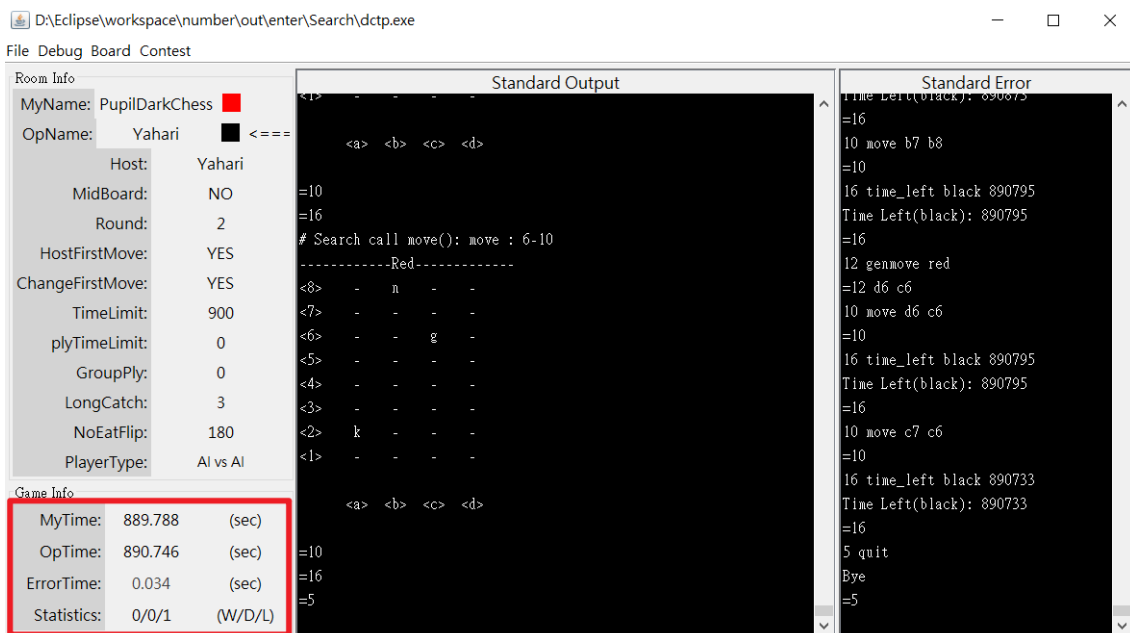 D:\Eclipse\workspace\number\out\enter\Search\dctp.exe
File Debug Board Contest
Room Info
MyName: PupilDarkChess
OpName: Yahari <===
Host: Yahari
MidBoard: NO
Round: 2
HostFirstMove: YES
ChangeFirstMove: YES
TimeLimit: 900
plyTimeLimit: 0
GroupPly: 0
LongCatch: 3
NoEatFlip: 180
PlayerType: AI vs AI
Game Info
MyTime: 889.788 (sec)
OpTime: 890.746 (sec)
ErrorTime: 0.034 (sec)
Statistics: 0/0/1 (W/D/L)
Standard Output
<1> - - - -
<a> <b> <c> <d>
=10
=16
# Search call move(): move : 6-10
------------Red-------------
<8> - n - -
<7> - - - -
<6> - - g -
<5> - - - -
<4> - - - -
<3> - - - -
<2> k - - -
<1> - - - -
<a> <b> <c> <d>
=10
=16
=5
Standard Error
Time Left(black): 890873
=16
10 move b7 b8
=10
16 time_left black 890795
Time Left(black): 890795
=16
12 genmove red
=12 d6 c6
10 move d6 c6
=10
16 time_left black 890795
Time Left(black): 890795
=16
10 move c7 c6
=10
16 time_left black 890733
Time Left(black): 890733
=16
5 quit
Bye
=5